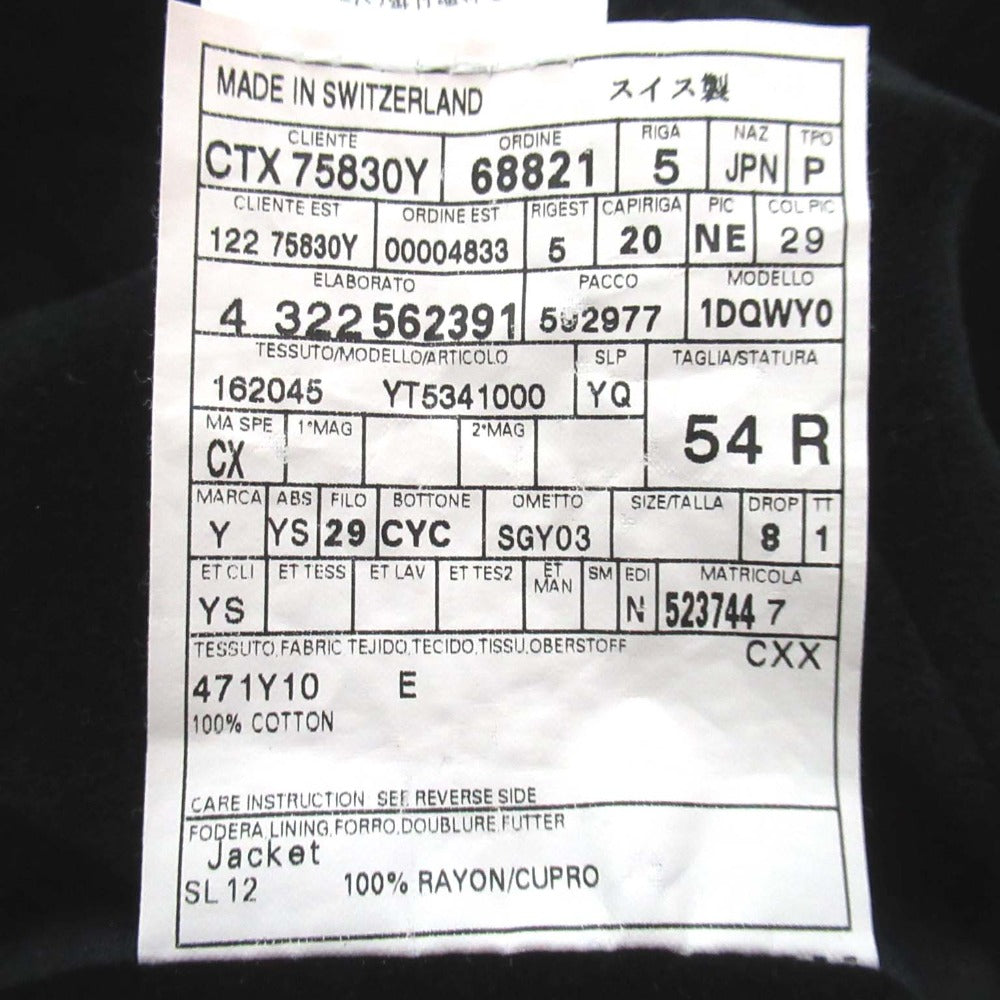 MADE IN SWITZERLAND スイス製
CLIENTE ORDINE RIGA NAZ TPO
CTX 75830Y 68821 5 JPN P
CLIENTE EST ORDINE EST RIGEST CAPIRIGA PIC COL PIC
122 75830Y 00004833 5 20 NE 29
ELABORATO PACCO MODELLO
4 322 562391 592977 1DQWY0
TESSUTO/MODELLO/ARTICOLO SLP TAGLIA/STATURA
162045 YT5341000 YQ 54 R
MA SPE 1°MAG 2°MAG
CX
MARCA ABS FILO BOTTONE OMETTO SIZE/TALLA DROP TT
Y YS 29 CYC SGY03 8 1
ET CLI ET TESS ET LAV ET TES2 ET MAN SM EDI MATRICOLA
YS N 523744 7
TESSUTO,FABRIC TEJIDO,TECIDO,TISSU,OBERSTOFF
CXX
471Y10 E
100% COTTON
CARE INSTRUCTION SEE REVERSE SIDE
FODERA,LINING,FORRO,DOUBLURE,FUTTER
Jacket
SL 12 100% RAYON/CUPRO